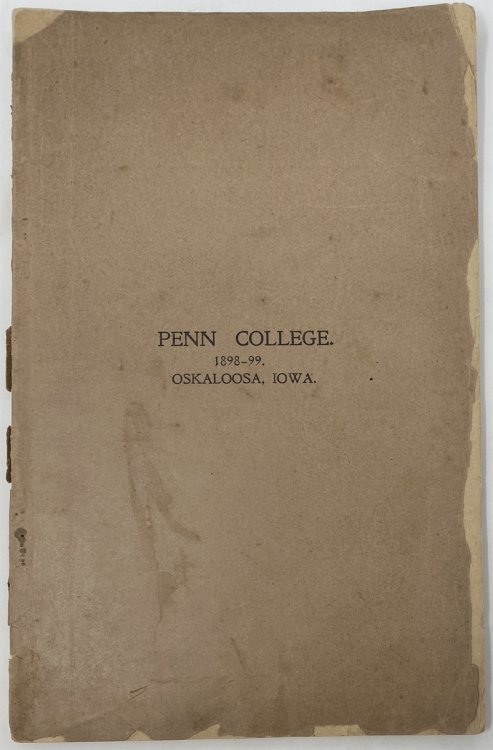 PENN COLLEGE.
1898-99.
OSKALOOSA, IOWA.